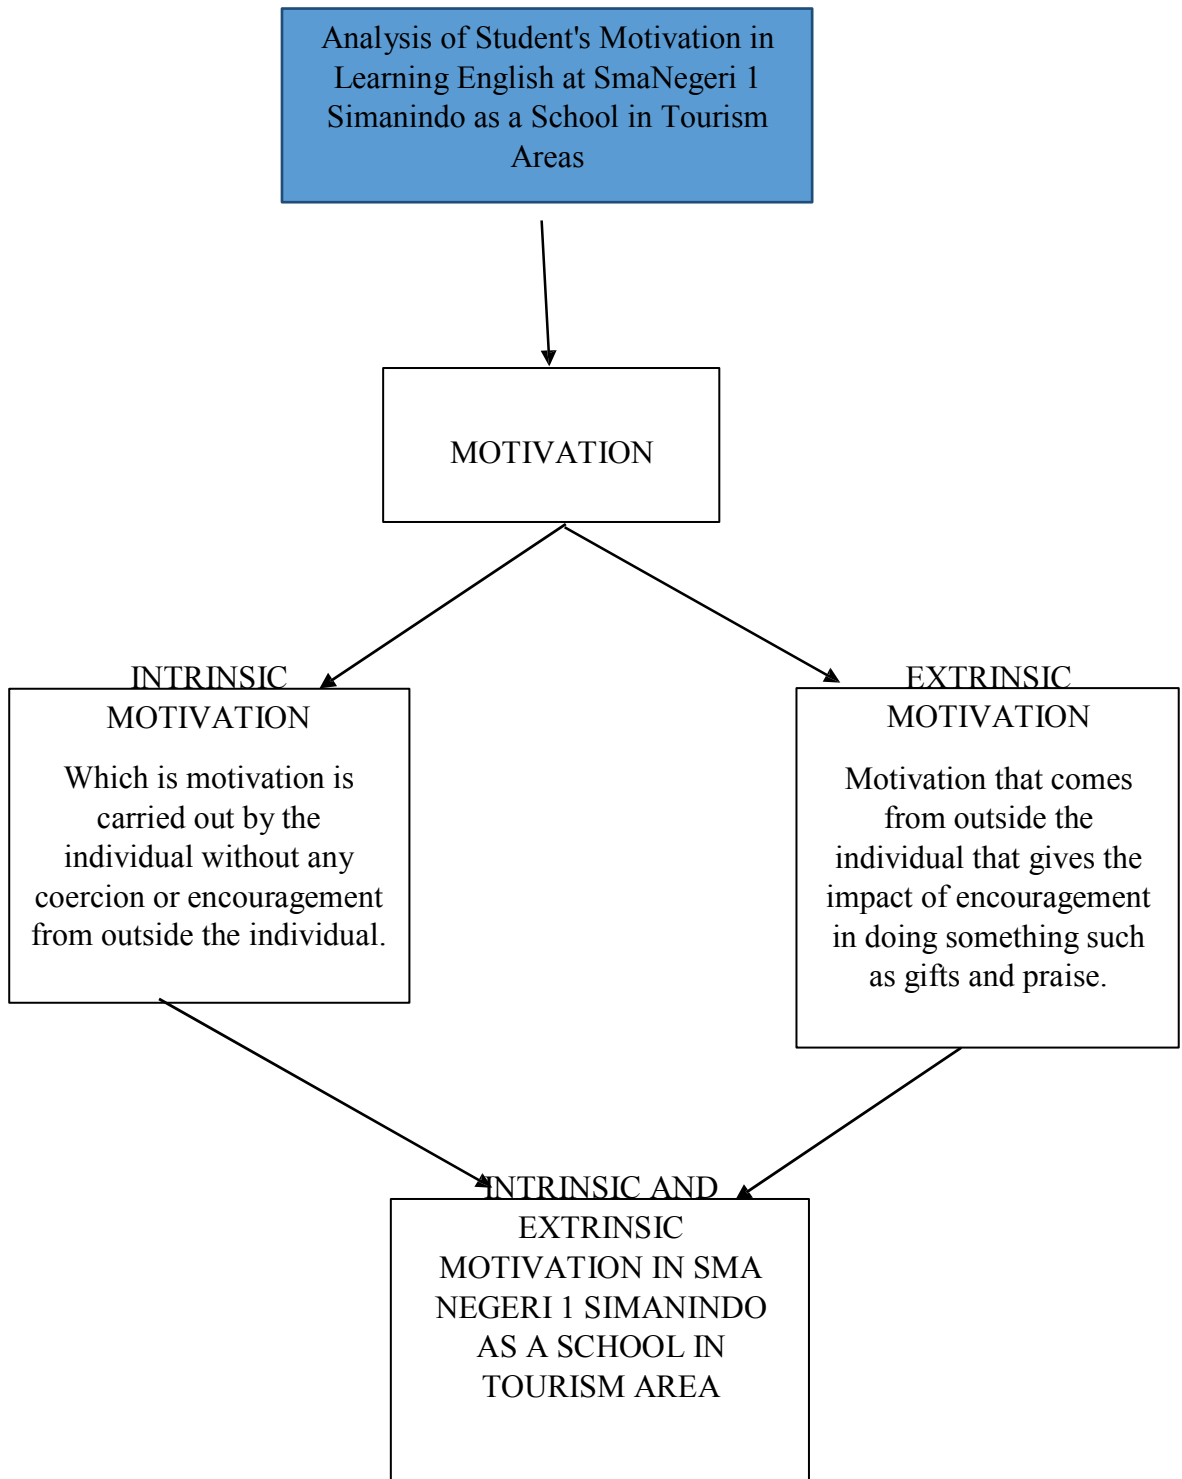 Analysis of Student's Motivation in
Learning English at SmaNegeri 1
Simanindo as a School in Tourism
Areas
MOTIVATION
INTRINSIC
MOTIVATION
Which is motivation is
carried out by the
individual without any
coercion or encouragement
from outside the individual.
EXTRINSIC
MOTIVATION
Motivation that comes
from outside the
individual that gives the
impact of encouragement
in doing something such
as gifts and praise.
INTRINSIC AND
EXTRINSIC
MOTIVATION IN SMA
NEGERI 1 SIMANINDO
AS A SCHOOL IN
TOURISM AREA